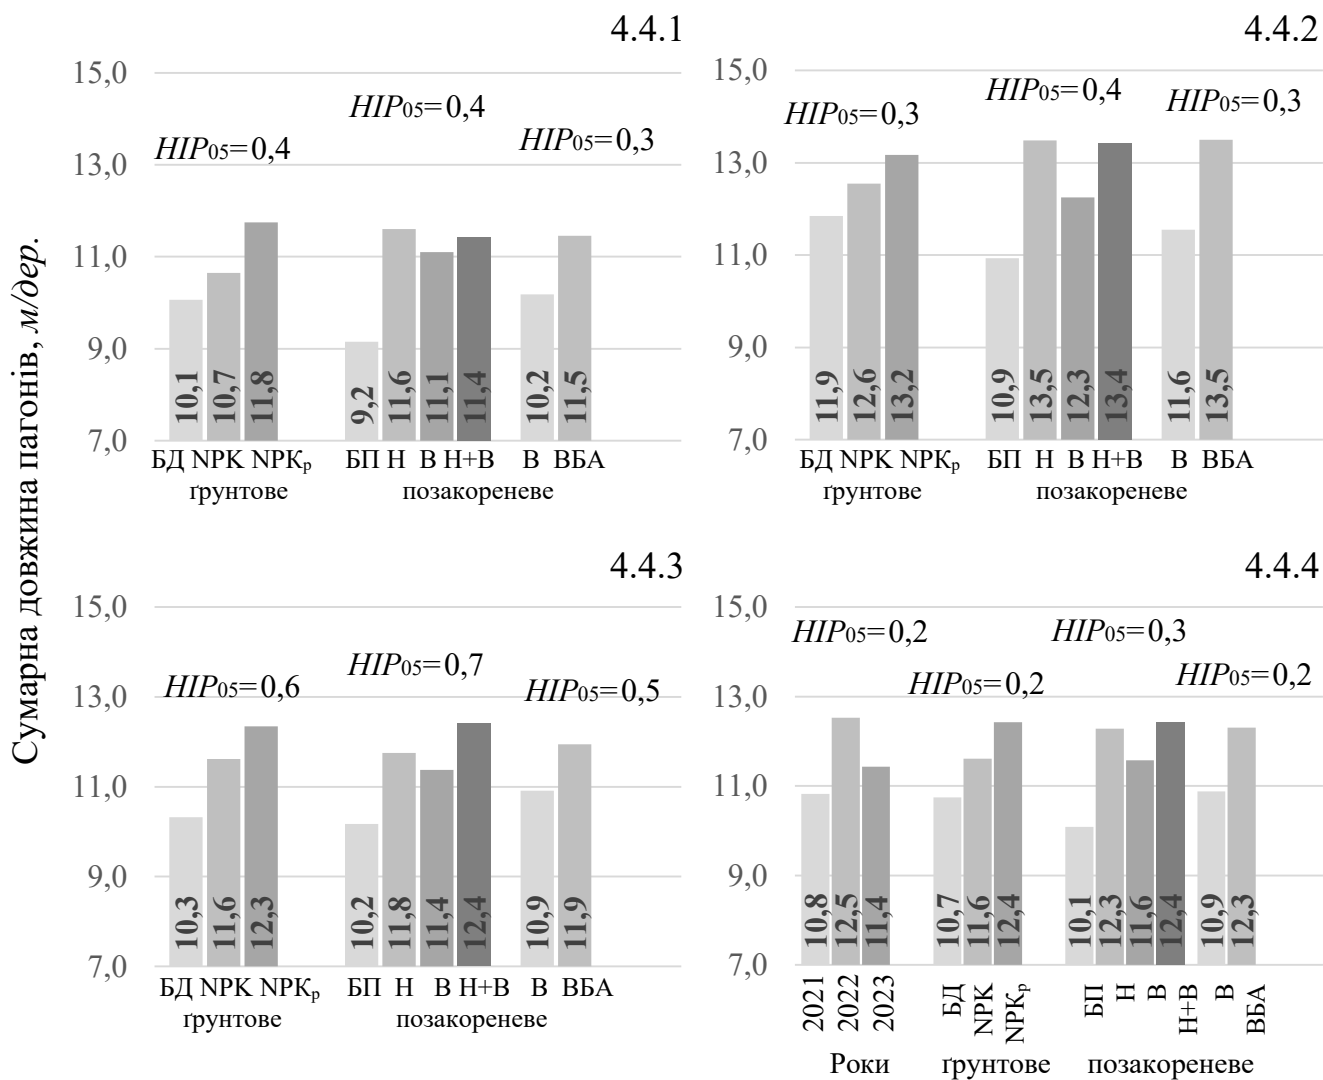 Сумарна довжина пагонів, м/дер.
4.4.1
15,0
13,0
11,0
9,0
7,0
НІР05=0,4
НІР05=0,4
НІР05=0,3
10,1 10,7 11,8 9,2 11,6 11,1 11,4 10,2 11,5
БД NPK NPКр БП Н В Н+В В ВБА
ґрунтове позакореневе
4.4.2
15,0
13,0
11,0
9,0
7,0
НІР05=0,3
НІР05=0,4
НІР05=0,3
11,9 12,6 13,2 10,9 13,5 12,3 13,4 11,6 13,5
БД NPK NPКр БП Н В Н+В В ВБА
ґрунтове позакореневе
4.4.3
15,0
13,0
11,0
9,0
7,0
НІР05=0,6
НІР05=0,7
НІР05=0,5
10,3 11,6 12,3 10,2 11,8 11,4 12,4 10,9 11,9
БД NPK NPКр БП Н В Н+В В ВБА
ґрунтове позакореневе
4.4.4
15,0
13,0
11,0
9,0
7,0
НІР05=0,2
НІР05=0,2
НІР05=0,3
НІР05=0,2
10,8 12,5 11,4 10,7 11,6 12,4 10,1 12,3 11,6 12,4 10,9 12,3
2021 2022 2023 БД NPK NPКр БП Н В Н+В В ВБА
Роки ґрунтове позакореневе